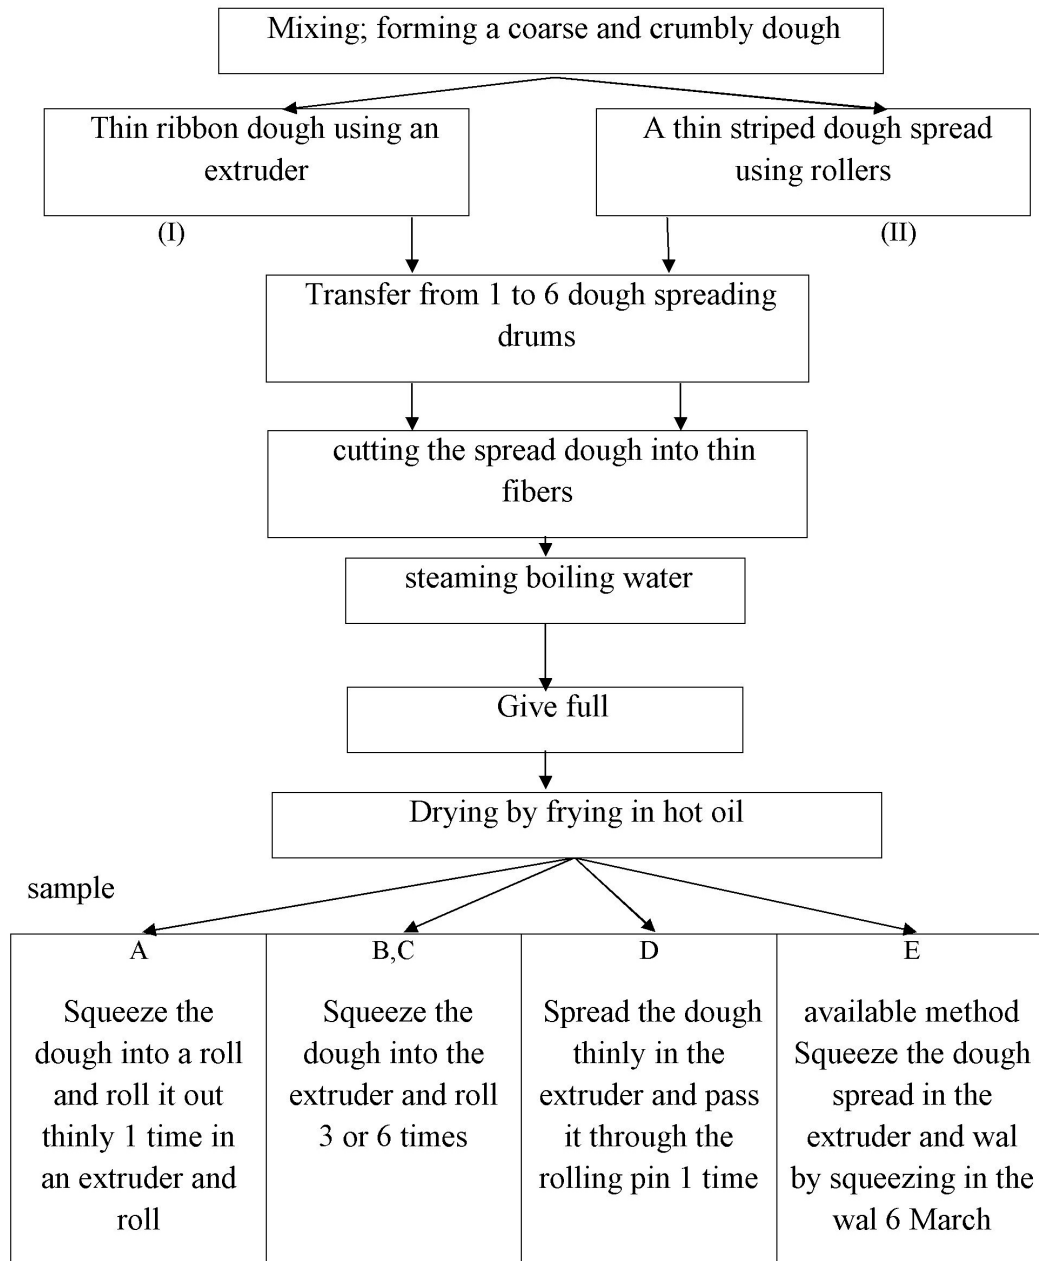 Mixing; forming a coarse and crumbly dough
Thin ribbon dough using an
extruder
A thin striped dough spread
using rollers
(I)
(II)
Transfer from 1 to 6 dough spreading
drums
cutting the spread dough into thin
fibers
steaming boiling water
Give full
Drying by frying in hot oil
sample
A
Squeeze the
dough into a roll
and roll it out
thinly 1 time in
an extruder and
roll
B,C
Squeeze the
dough into the
extruder and roll
3 or 6 times
D
Spread the dough
thinly in the
extruder and pass
it through the
rolling pin 1 time
E
available method
Squeeze the dough
spread in the
extruder and wal
by squeezing in the
wal 6 March